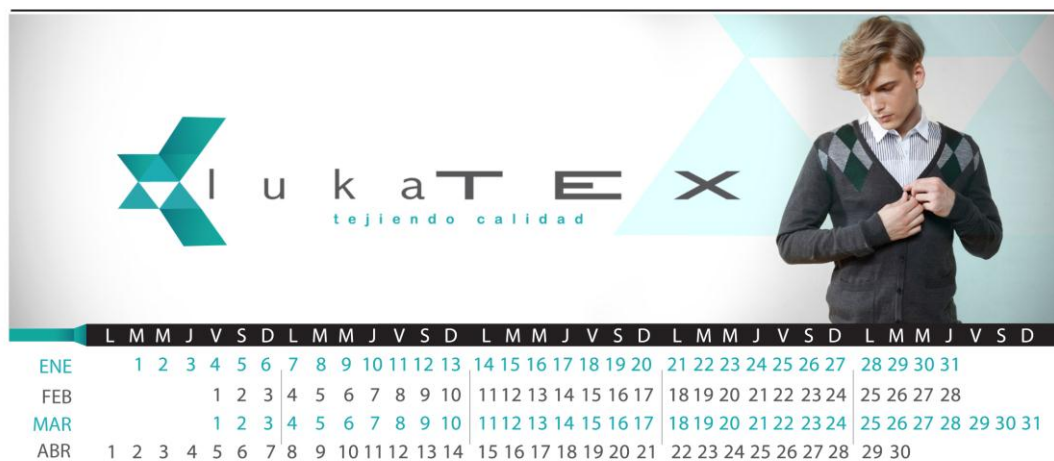 lukaTEX
tejiendo calidad
L M M J V S D L M M J V S D L M M J V S D L M M J V S D L M M J V S D
ENE 1 2 3 4 5 6 7 8 9 10 11 12 13 14 15 16 17 18 19 20 21 22 23 24 25 26 27 28 29 30 31
FEB 1 2 3 4 5 6 7 8 9 10 11 12 13 14 15 16 17 18 19 20 21 22 23 24 25 26 27 28
MAR 1 2 3 4 5 6 7 8 9 10 11 12 13 14 15 16 17 18 19 20 21 22 23 24 25 26 27 28 29 30 31
ABR 1 2 3 4 5 6 7 8 9 10 11 12 13 14 15 16 17 18 19 20 21 22 23 24 25 26 27 28 29 30